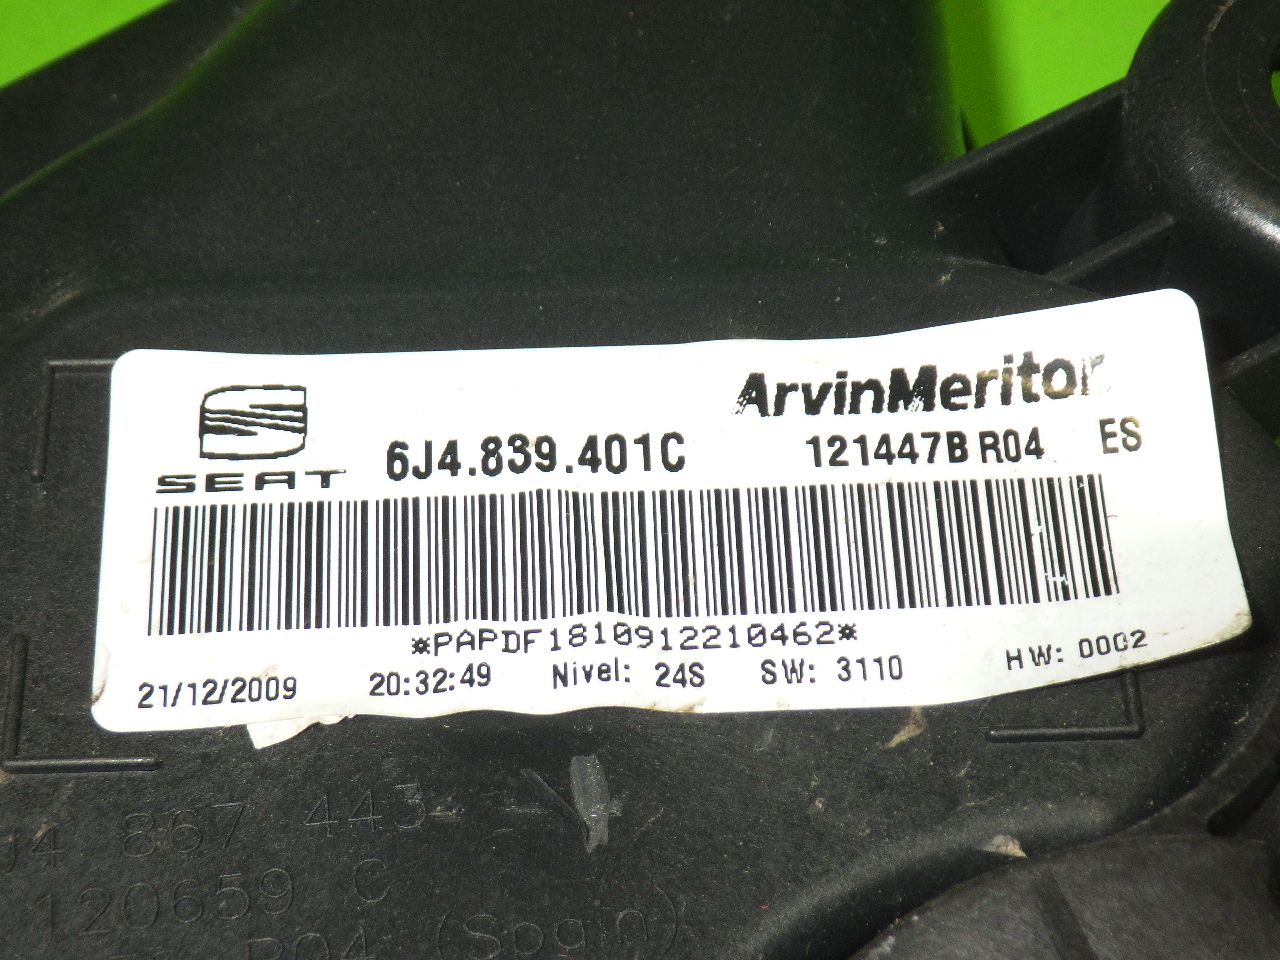 ArvinMeritor
SEAT 6J4.839.401C 121447B R04 ES
*PAPDF1810912210462*
21/12/2009 20:32:49 Nivel: 24S SW: 3110 HW: 0002
J4 867 443
120659 C
R04 (Spain)